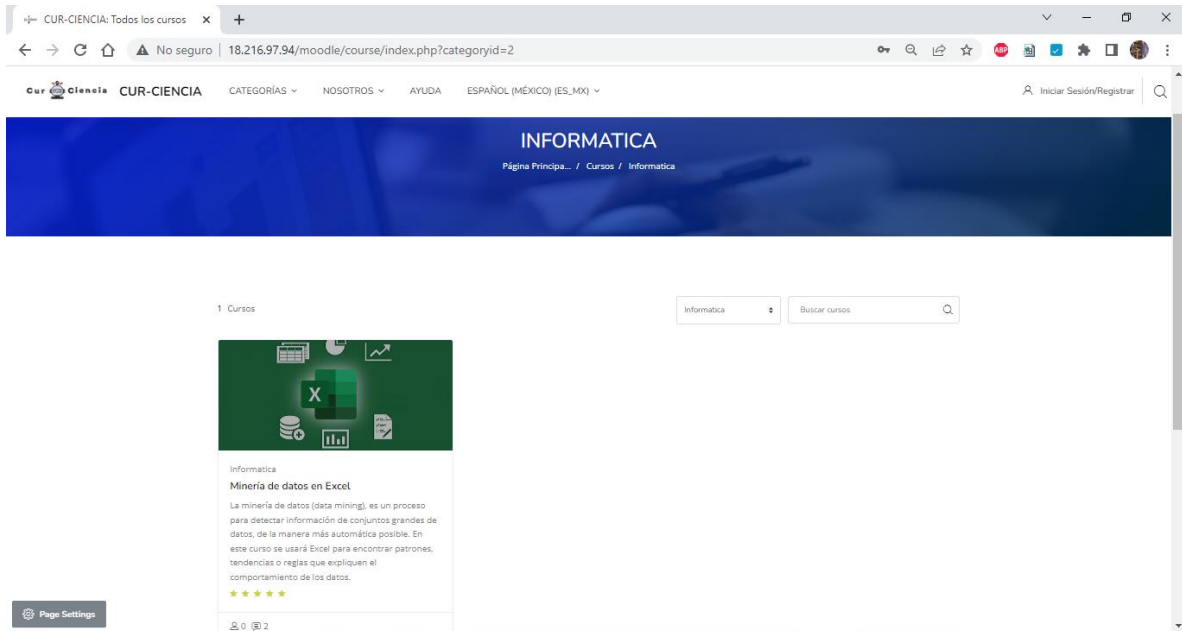 CUR-CIENCIA: Todos los cursos
No seguro | 18.216.97.94/moodle/course/index.php?categoryid=2
ABP
Cur Ciencia CUR-CIENCIA CATEGORÍAS NOSOTROS AYUDA ESPAÑOL (MÉXICO) (ES_MX) Iniciar Sesión/Registrar
INFORMATICA
Página Principa... / Cursos / Informatica
1 Cursos Informatica Buscar cursos
X
Informatica
Minería de datos en Excel
La minería de datos (data mining), es un proceso
para detectar información de conjuntos grandes de
datos, de la manera más automática posible. En
este curso se usará Excel para encontrar patrones,
tendencias o reglas que expliquen el
comportamiento de los datos.
Page Settings
0 2